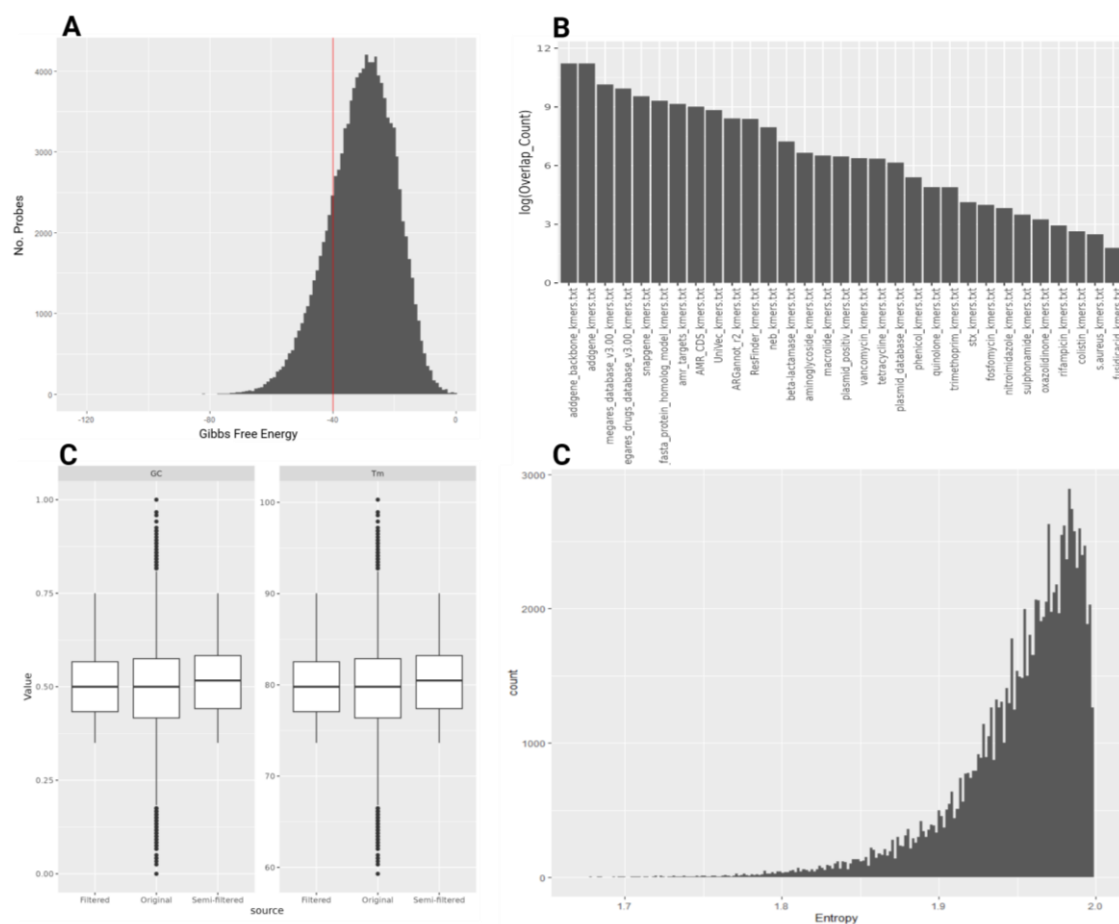 A
4000
3000
2000
1000
0
-120
-80
-40
0
No. Probes
Gibbs Free Energy
B
12
9
6
3
0
log(Overlap_Count)
addgene_backbone_kmers.txt
addgene_kmers.txt
megares_database_v3.00_kmers.txt
egares_drugs_database_v3.00_kmers.txt
snapgene_kmers.txt
_fasta_protein_homolog_model_kmers.txt
amr_targets_kmers.txt
AMR_CDS_kmers.txt
UniVec_kmers.txt
ARGannot_r2_kmers.txt
ResFinder_kmers.txt
neb_kmers.txt
beta-lactamase_kmers.txt
aminoglycoside_kmers.txt
macrolide_kmers.txt
plasmid_positiv_kmers.txt
vancomycin_kmers.txt
tetracycline_kmers.txt
plasmid_database_kmers.txt
phenicol_kmers.txt
quinolone_kmers.txt
trimethoprim_kmers.txt
stx_kmers.txt
fosfomycin_kmers.txt
nitroimidazole_kmers.txt
sulphonamide_kmers.txt
oxazolidinone_kmers.txt
rifampicin_kmers.txt
colistin_kmers.txt
s.aureus_kmers.txt
C
GC
Tm
1.00
0.75
0.50
0.25
0.00
Value
100
90
80
70
60
Filtered
Original
Semi-filtered
Filtered
Original
Semi-filtered
source
C
3000
2000
1000
0
count
1.7
1.8
1.9
2.0
Entropy